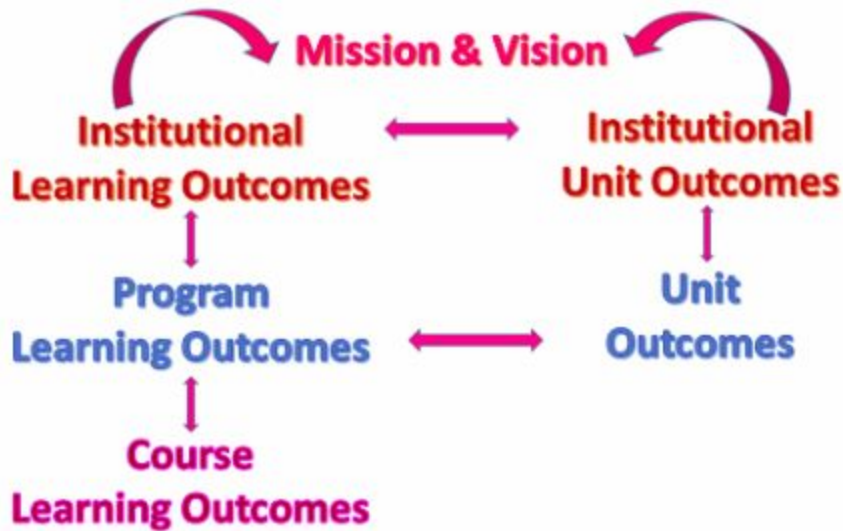 Mission & Vision
Institutional
Learning Outcomes
Institutional
Unit Outcomes
Program
Learning Outcomes
Unit
Outcomes
Course
Learning Outcomes